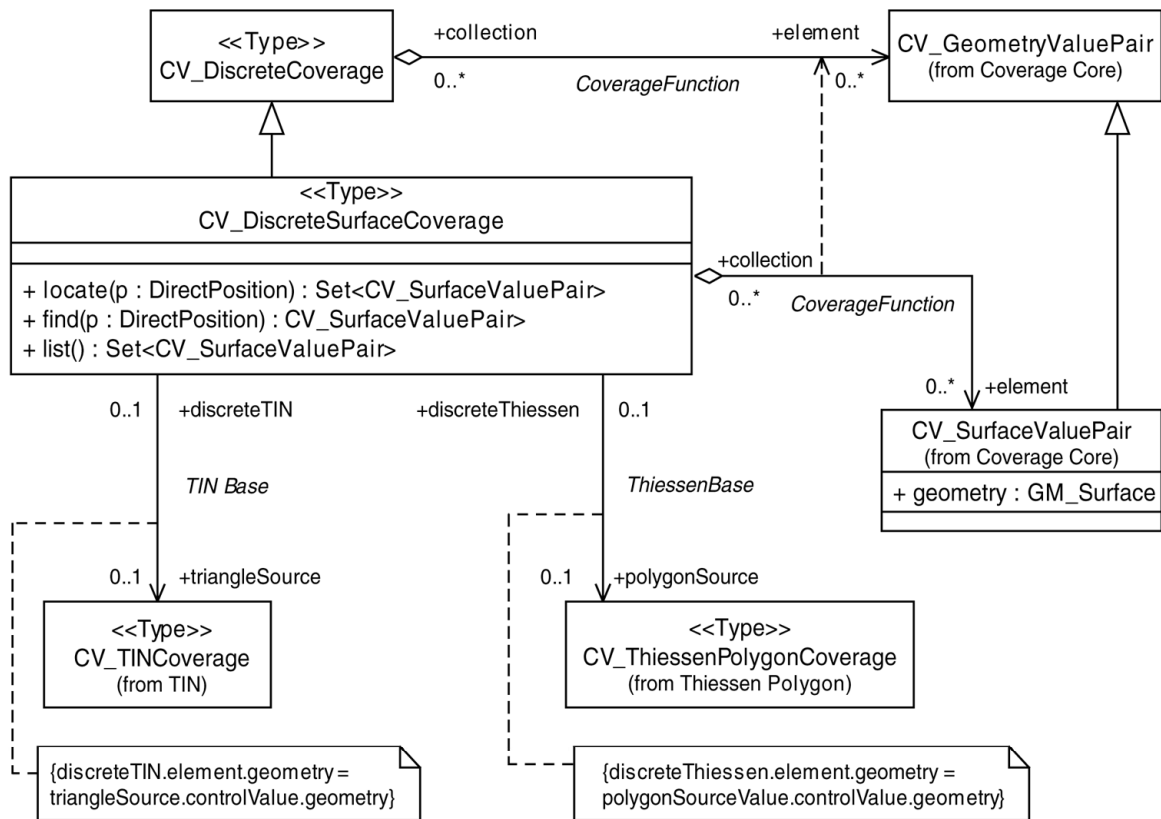 <<Type>>
CV_DiscreteCoverage
+collection
+element
0..*
CoverageFunction
0..*
CV_GeometryValuePair
(from Coverage Core)
<<Type>>
CV_DiscreteSurfaceCoverage
+ locate(p : DirectPosition) : Set<CV_SurfaceValuePair>
+ find(p : DirectPosition) : CV_SurfaceValuePair>
+ list() : Set<CV_SurfaceValuePair>
+collection
0..*
CoverageFunction
0..*
+element
CV_SurfaceValuePair
(from Coverage Core)
+ geometry : GM_Surface
0..1
+discreteTIN
+discreteThiessen
0..1
TIN Base
ThiessenBase
0..1
+triangleSource
0..1
+polygonSource
<<Type>>
CV_TINCoverage
(from TIN)
<<Type>>
CV_ThiessenPolygonCoverage
(from Thiessen Polygon)
{discreteTIN.element.geometry =
triangleSource.controlValue.geometry}
{discreteThiessen.element.geometry =
polygonSourceValue.controlValue.geometry}